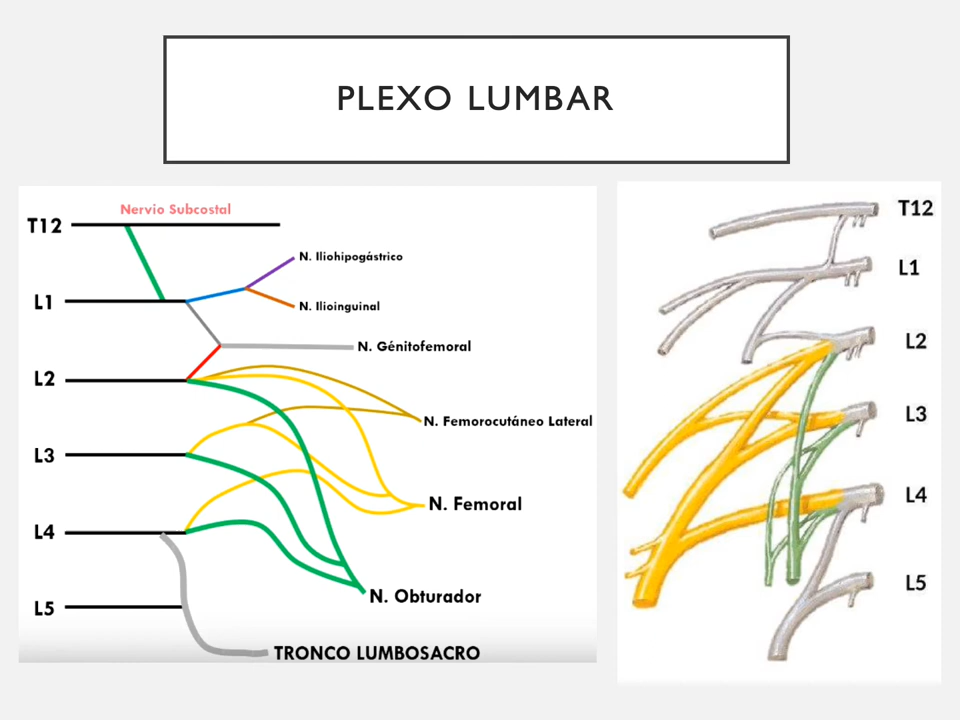 PLEXO LUMBAR
Nervio Subcostal
T12
N. Iliohipogástrico
L1
N. Ilioinguinal
N. Génitofemoral
L2
N. Femorocutáneo Lateral
L3
N. Femoral
L4
N. Obturador
L5
TRONCO LUMBOSACRO
T12
L1
L2
L3
L4
L5